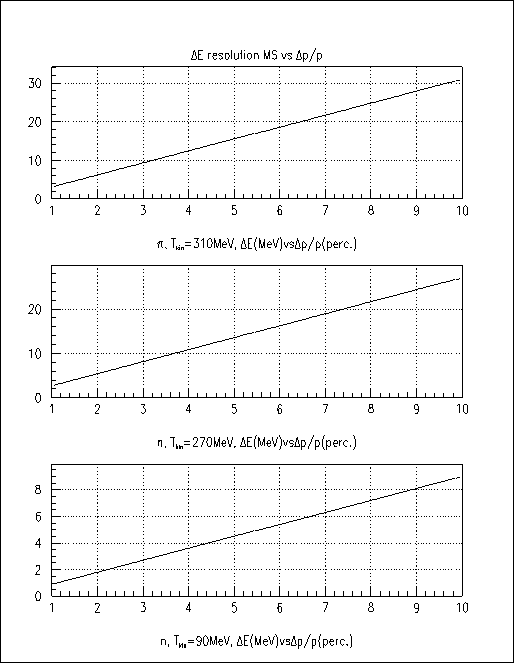 ΔE resolution MS vs Δp/p
30
20
10
0
1 2 3 4 5 6 7 8 9 10
π, Tkin=310MeV, ΔE(MeV)vsΔp/p(perc.)
20
10
0
1 2 3 4 5 6 7 8 9 10
n, Tkin=270MeV, ΔE(MeV)vsΔp/p(perc.)
8
6
4
2
0
1 2 3 4 5 6 7 8 9 10
n, Tkin=90MeV, ΔE(MeV)vsΔp/p(perc.)